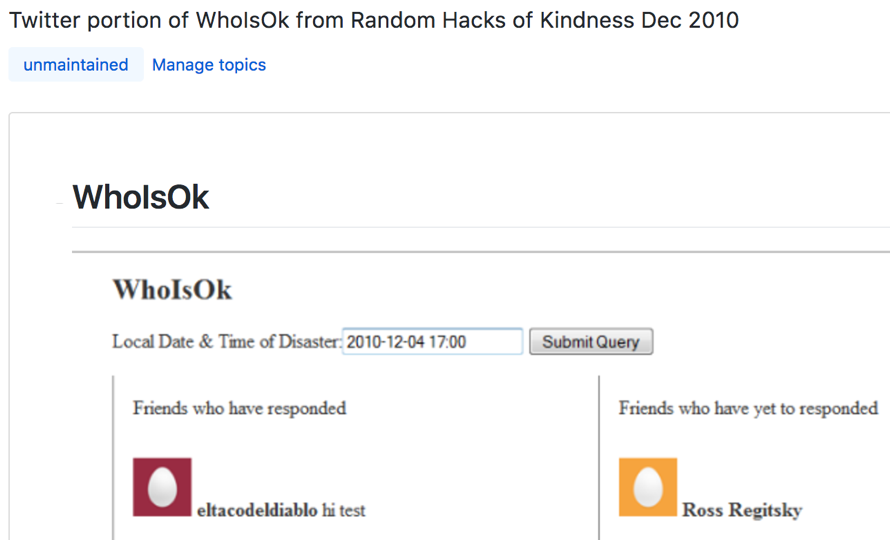 Twitter portion of WhoIsOk from Random Hacks of Kindness Dec 2010
unmaintained Manage topics
WhoIsOk
WhoIsOk
Local Date & Time of Disaster: 2010-12-04 17:00 Submit Query
Friends who have responded
Friends who have yet to responded
eltacodeldiablo hi test
Ross Regitsky